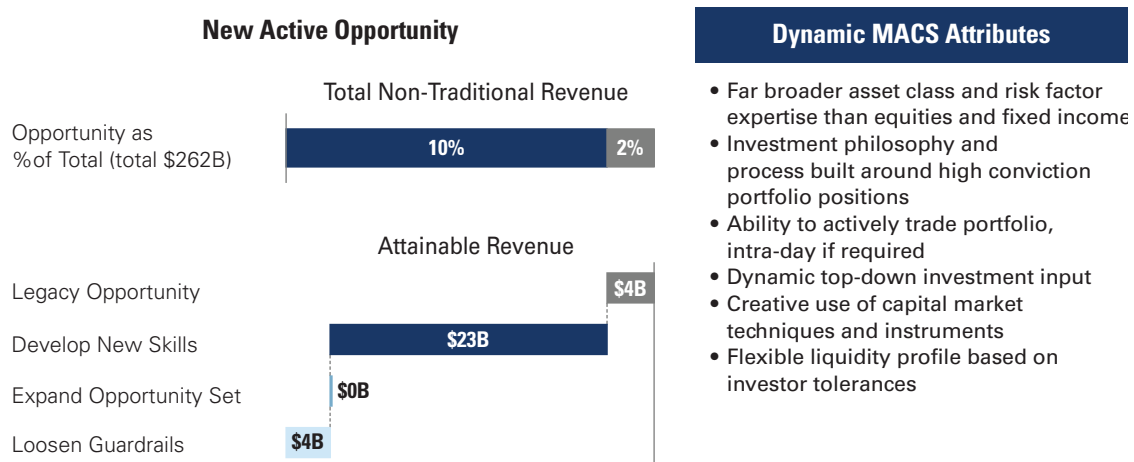 New Active Opportunity
Total Non-Traditional Revenue
Opportunity as
% of Total (total $262B)
10%
2%
Attainable Revenue
Legacy Opportunity
$4B
Develop New Skills
$23B
Expand Opportunity Set
$0B
Loosen Guardrails
$4B
Dynamic MACS Attributes
• Far broader asset class and risk factor
expertise than equities and fixed income
• Investment philosophy and
process built around high conviction
portfolio positions
• Ability to actively trade portfolio,
intra-day if required
• Dynamic top-down investment input
• Creative use of capital market
techniques and instruments
• Flexible liquidity profile based on
investor tolerances